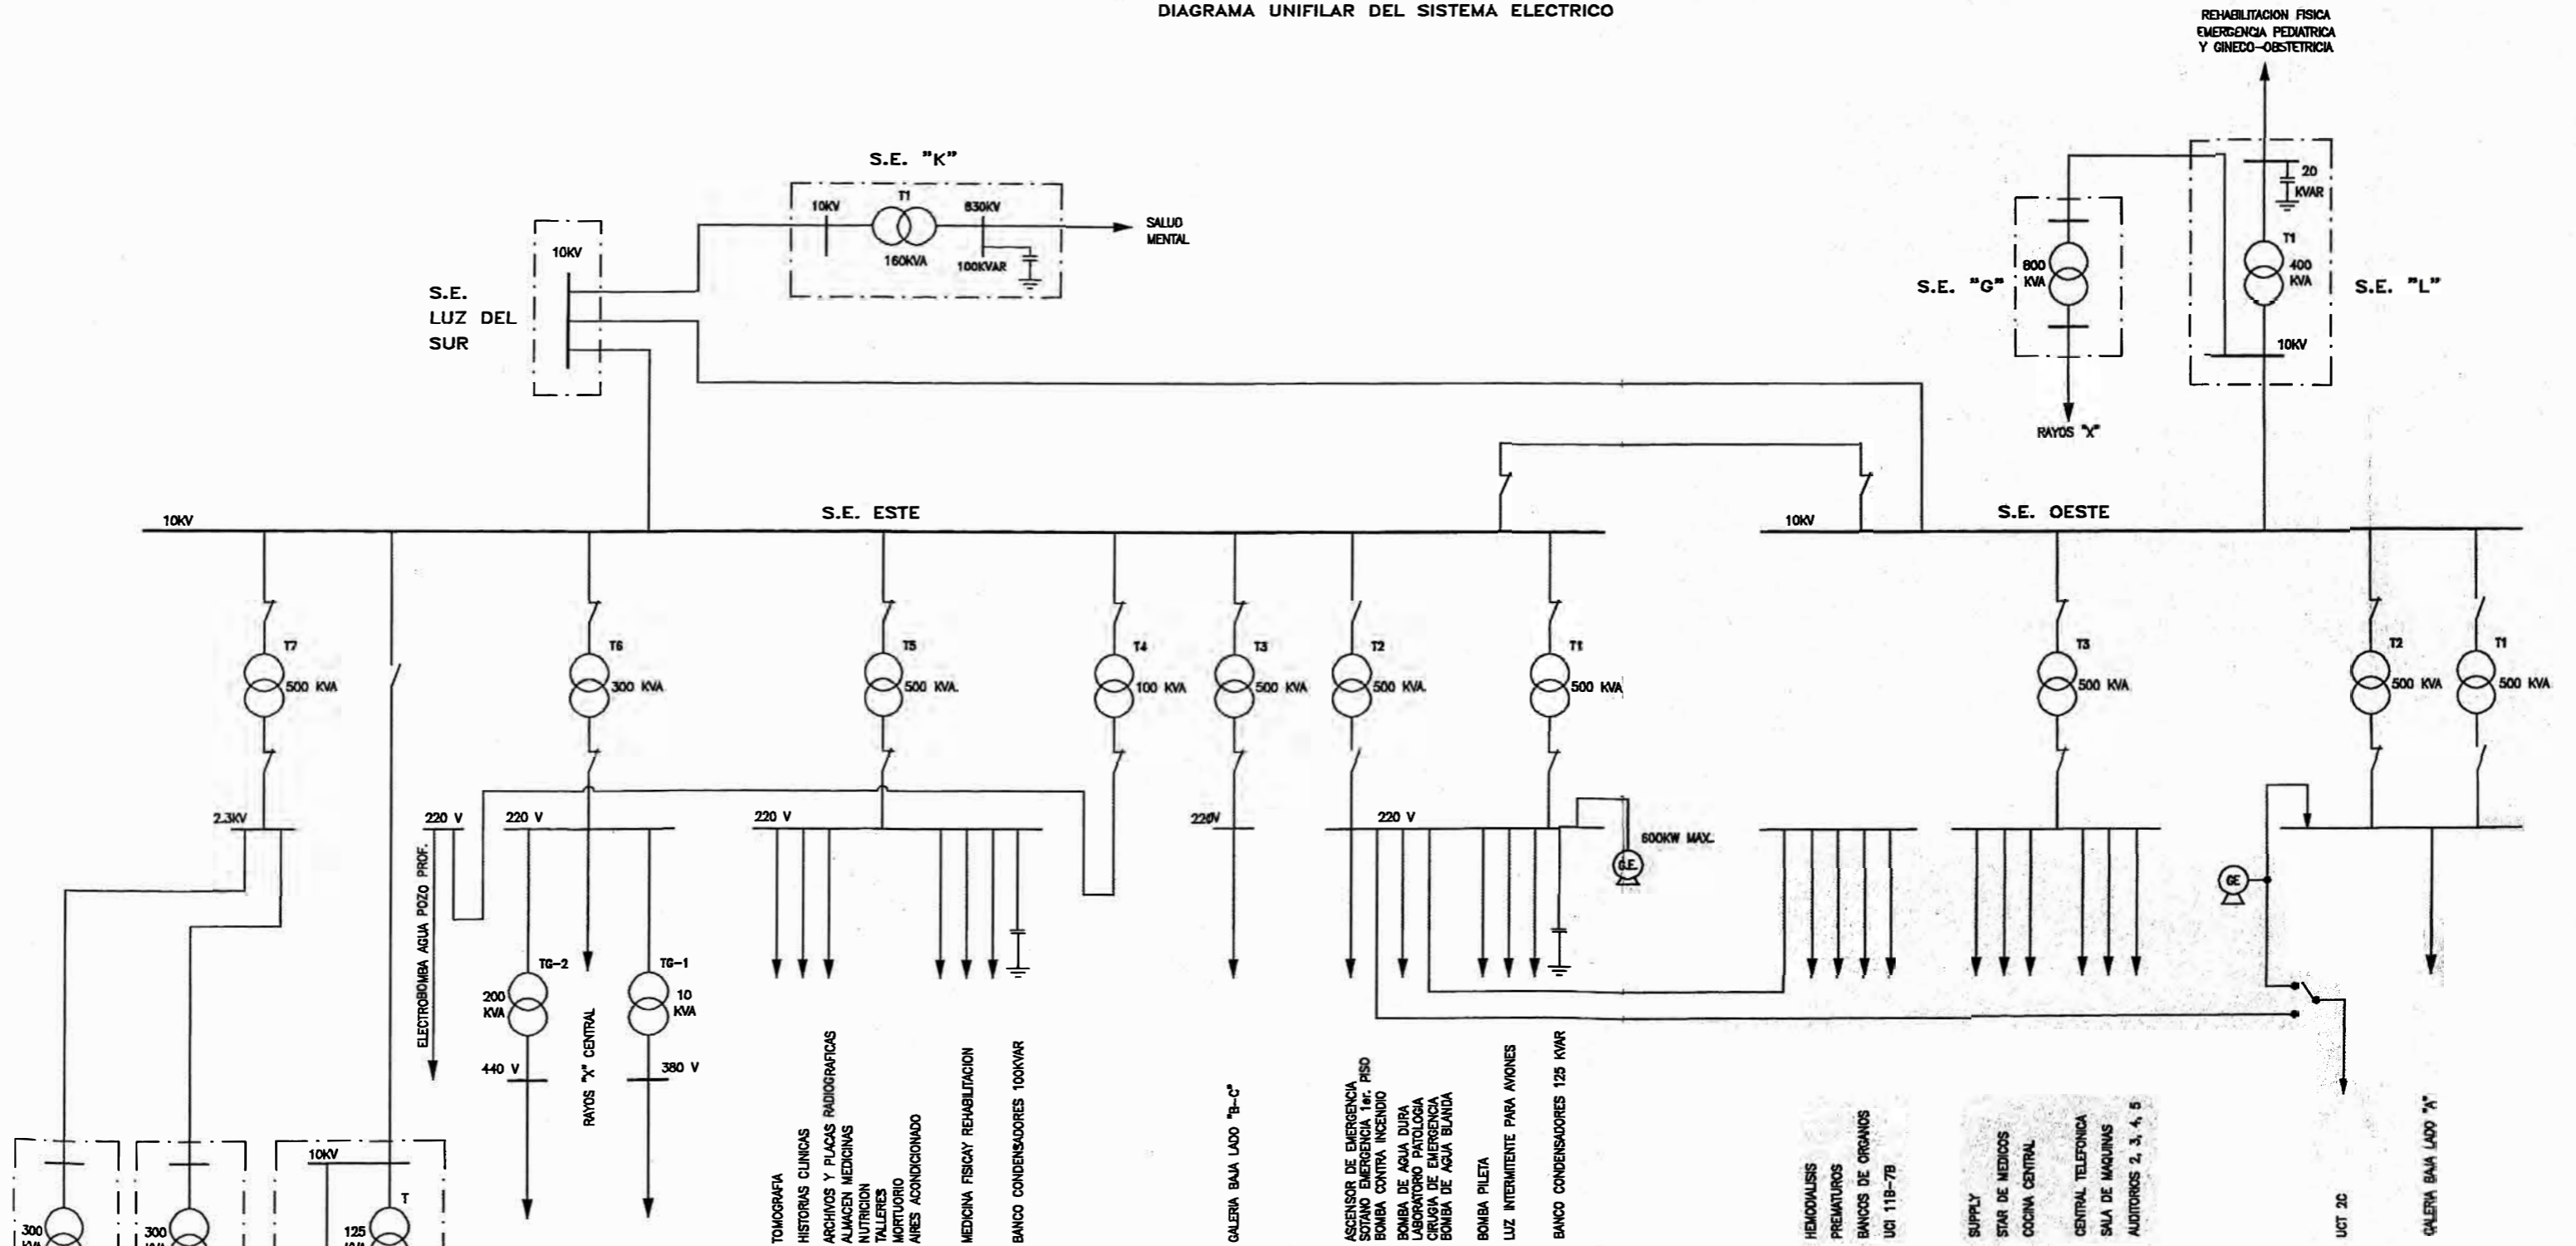 DIAGRAMA UNIFILAR DEL SISTEMA ELECTRICO
REHABILITACION FISICA
EMERGENCIA PEDIATRICA
Y GINECO-OBSTETRICIA
S.E. "K"
10KV
T1
830KV
160KVA
100KVAR
SALUD
MENTAL
10KV
S.E.
LUZ DEL
SUR
20
KVAR
T1
400
KVA
S.E. "L"
10KV
800
KVA
S.E. "G"
RAYOS "X"
10KV
S.E. ESTE
10KV
S.E. OESTE
T7
500 KVA
T6
300 KVA
T5
500 KVA.
T4
100 KVA
T3
500 KVA
T2
500 KVA.
T1
500 KVA
T3
500 KVA
T2
500 KVA
T1
500 KVA
2.3KV
220 V
220 V
220 V
220V
220 V
600KW MAX.
G.E.
GE
ELECTROBOMBA AGUA POZO PROF.
TG-2
200
KVA
440 V
RAYOS "X" CENTRAL
TG-1
10
KVA
380 V
TOMOGRAFIA
HISTORIAS CLINICAS
ARCHIVOS Y PLACAS RADIOGRAFICAS
ALMACEN MEDICINAS
NUTRICION
TALLERES
MORTUORIO
AIRES ACONDICIONADO
MEDICINA FISICAY REHABILITACION
BANCO CONDENSADORES 100KVAR
GALERIA BAJA LADO "B-C"
ASCENSOR DE EMERGENCIA
SOTANO EMERGENCIA 1er. PISO
BOMBA CONTRA INCENDIO
BOMBA DE AGUA DURA
LABORATORIO PATOLOGIA
CIRUGIA DE EMERGENCIA
BOMBA DE AGUA BLANDA
BOMBA PILETA
LUZ INTERMITENTE PARA AVIONES
BANCO CONDENSADORES 125 KVAR
HEMODIALISIS
PREMATUROS
BANCOS DE ORGANOS
UCI 11B-7B
SUPPLY
STAR DE MEDICOS
COCINA CENTRAL
CENTRAL TELEFONICA
SALA DE MAQUINAS
AUDITORIOS 2, 3, 4, 5
UCT 2C
GALERIA BAJA LADO "A"
300
300
10KV
T
125